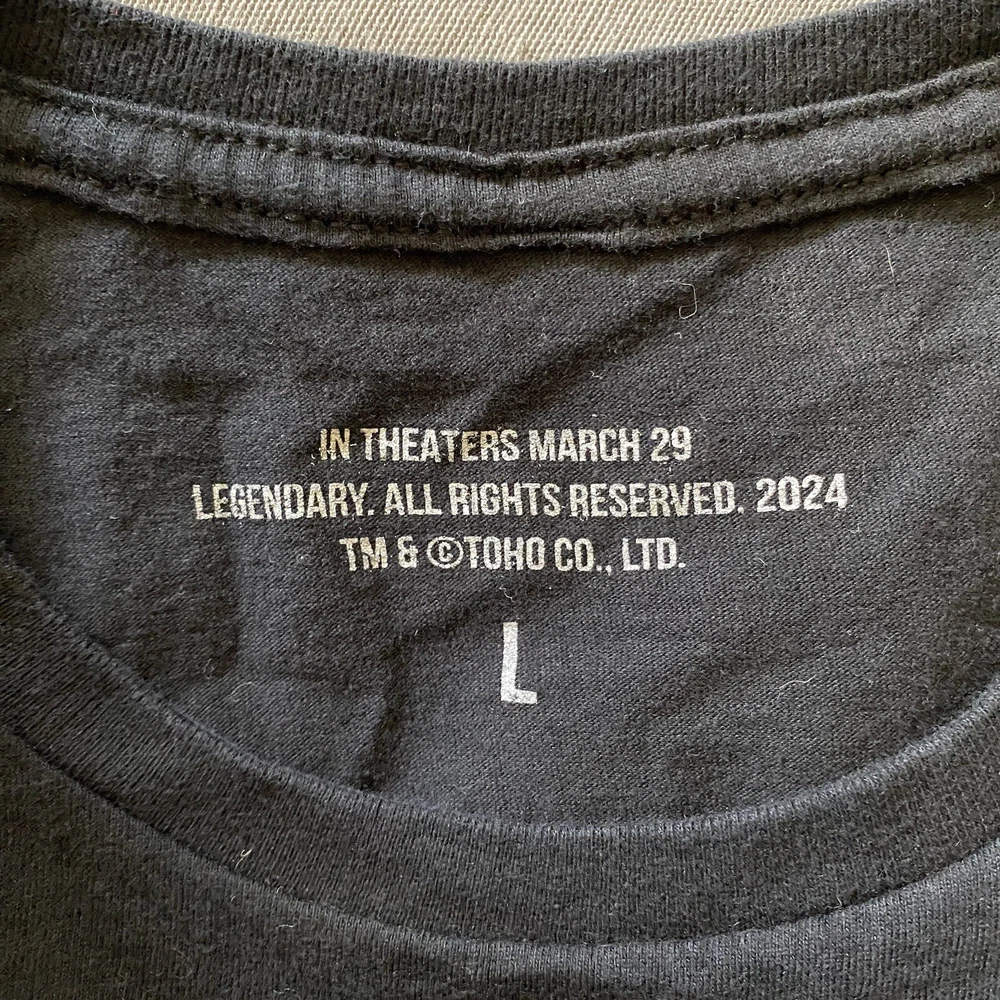 IN THEATERS MARCH 29
LEGENDARY. ALL RIGHTS RESERVED. 2024
TM & ©TOHO CO., LTD.
L